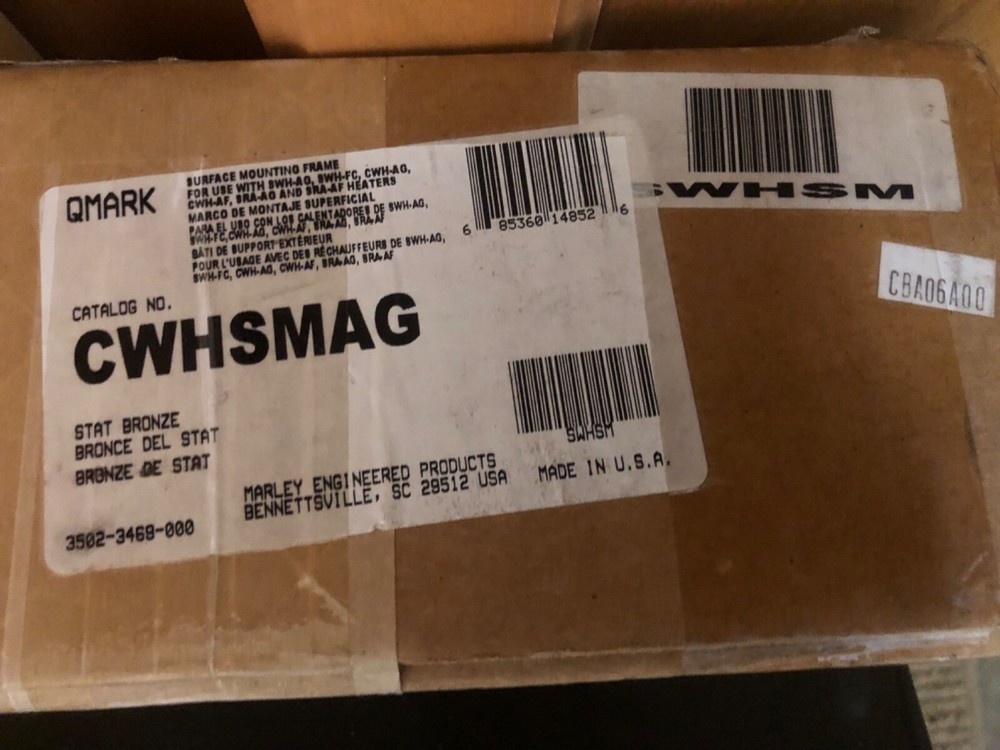 QMARK
SURFACE MOUNTING FRAME
FOR USE WITH SWH-AG, SWH-FC, CWH-AG,
CWH-AF, SRA-AG AND SRA-AF HEATERS
MARCO DE MONTAJE SUPERFICIAL
PARA EL USO CON LOS CALENTADORES DE SWH-AG,
SWH-FC, CWH-AG, CWH-AF, SRA-AG, SRA-AF
BÂTI DE SUPPORT EXTÉRIEUR
POUR L'USAGE AVEC DES RÉCHAUFFEURS DE SWH-AG,
SWH-FC, CWH-AG, CWH-AF, SRA-AG, SRA-AF
6 85360 14852 6
SWHSM
CBA06A00
CATALOG NO.
CWHSMAG
SWHSM
STAT BRONZE
BRONCE DEL STAT
BRONZE DE STAT
MARLEY ENGINEERED PRODUCTS
BENNETTSVILLE, SC 29512 USA
MADE IN U.S.A.
3502-3469-000